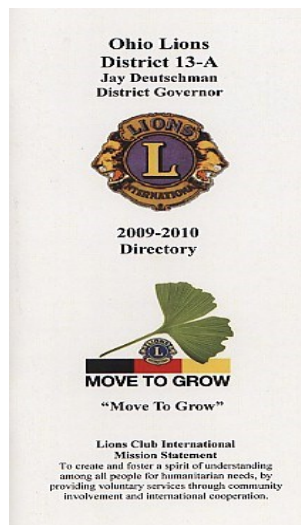 Ohio Lions
District 13-A
Jay Deutschman
District Governor
LIONS
L
INTERNATIONAL
2009-2010
Directory
MOVE TO GROW
“Move To Grow”
Lions Club International
Mission Statement
To create and foster a spirit of understanding
among all people for humanitarian needs, by
providing voluntary services through community
involvement and international cooperation.